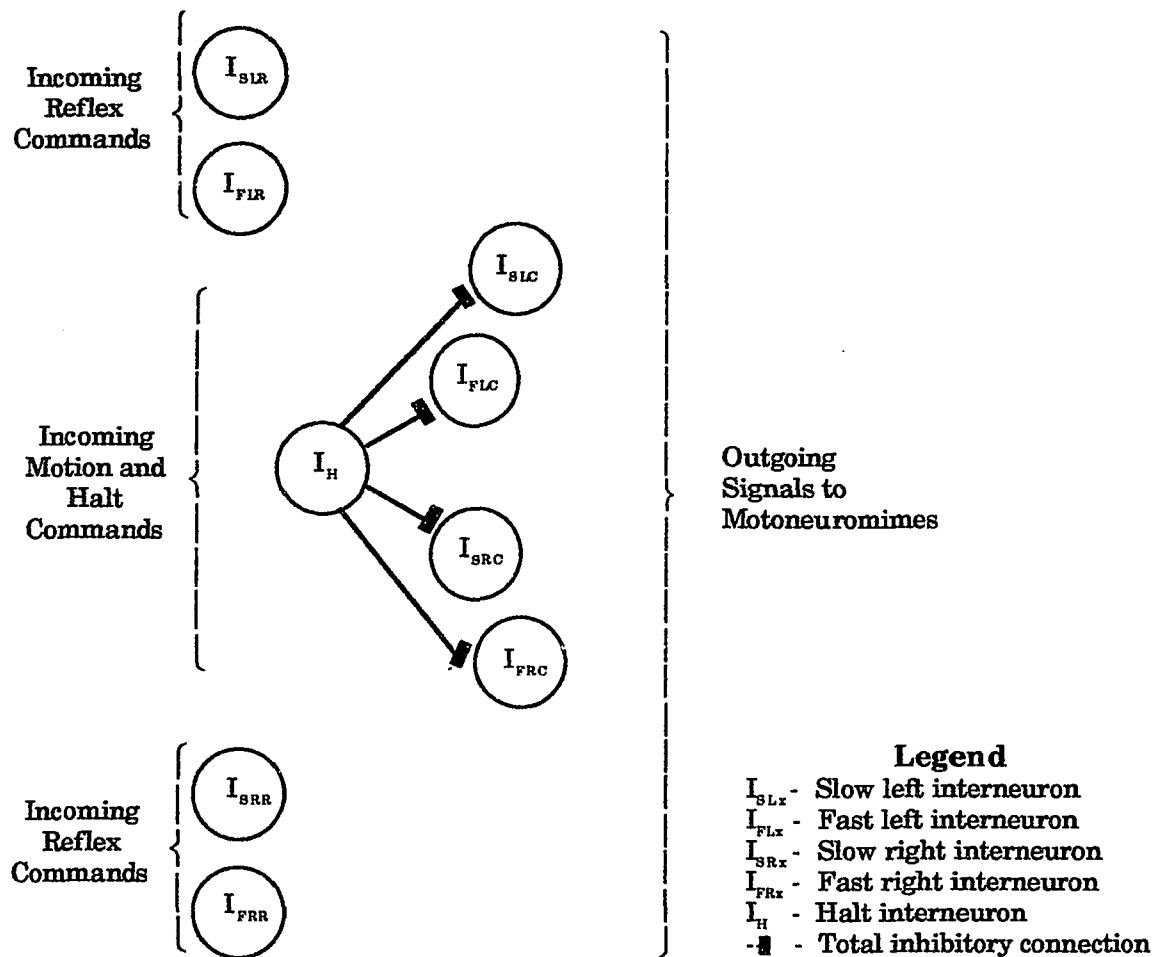 Incoming
Reflex
Commands
I_SLR
I_FLR
I_SLC
I_FLC
Incoming
Motion and
Halt
Commands
I_H
I_SRC
I_FRC
Outgoing
Signals to
Motoneuromimes
Incoming
Reflex
Commands
I_SRR
I_FRR
Legend
I_SLx - Slow left interneuron
I_FLx - Fast left interneuron
I_SRx - Slow right interneuron
I_FRx - Fast right interneuron
I_H - Halt interneuron
- Total inhibitory connection